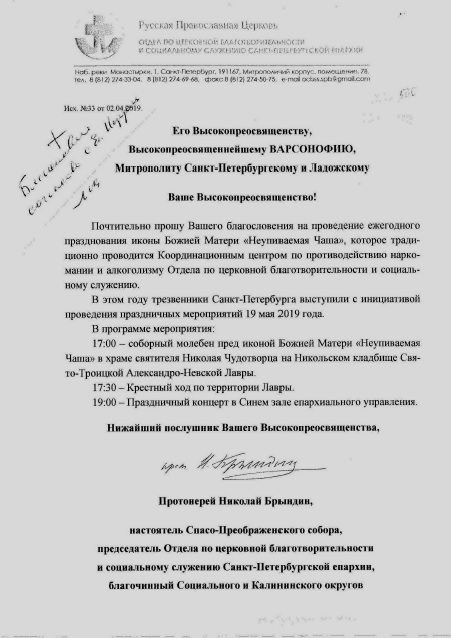 Русская Православная Церковь
ОТДЕЛ ПО ЦЕРКОВНОЙ БЛАГОТВОРИТЕЛЬНОСТИ
И СОЦИАЛЬНОМУ СЛУЖЕНИЮ САНКТ-ПЕТЕРБУРГСКОЙ ЕПАРХИИ
Наб. реки Монастырки, 1, Санкт-Петербург, 191167, Митрополичий корпус, помещение, 78,
тел. 8 (812) 274-33-04, 8 (812) 274-69-68, факс 8 (812) 274-50-75, e-mail
Исх. №33 от 02.04.2019.
Благословляю
Его Высокопреосвященству,
Высокопреосвященнейшему ВАРСОНОФИЮ,
Митрополиту Санкт-Петербургскому и Ладожскому
Ваше Высокопреосвященство!
Почтительно прошу Вашего благословения на проведение ежегодного
празднования иконы Божией Матери «Неупиваемая Чаша», которое тради-
ционно проводится Координационным центром по противодействию нарко-
мании и алкоголизму Отдела по церковной благотворительности и социаль-
ному служению.
В этом году трезвенники Санкт-Петербурга выступили с инициативой
проведения праздничных мероприятий 19 мая 2019 года.
В программе мероприятия:
17:00 – соборный молебен пред иконой Божией Матери «Неупиваемая
Чаша» в храме святителя Николая Чудотворца на Никольском кладбище Свя-
то-Троицкой Александро-Невской Лавры.
17:30 – Крестный ход по территории Лавры.
19:00 – Праздничный концерт в Синем зале епархиального управления.
Нижайший послушник Вашего Высокопреосвященства,
прот. Н. Брындин
Протоиерей Николай Брындин,
настоятель Спасо-Преображенского собора,
председатель Отдела по церковной благотворительности
и социальному служению Санкт-Петербургской епархии,
благочинный Социального и Калининского округов